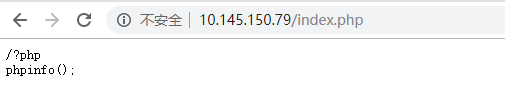 不安全 10.145.150.79/index.php
/?php
phpinfo();